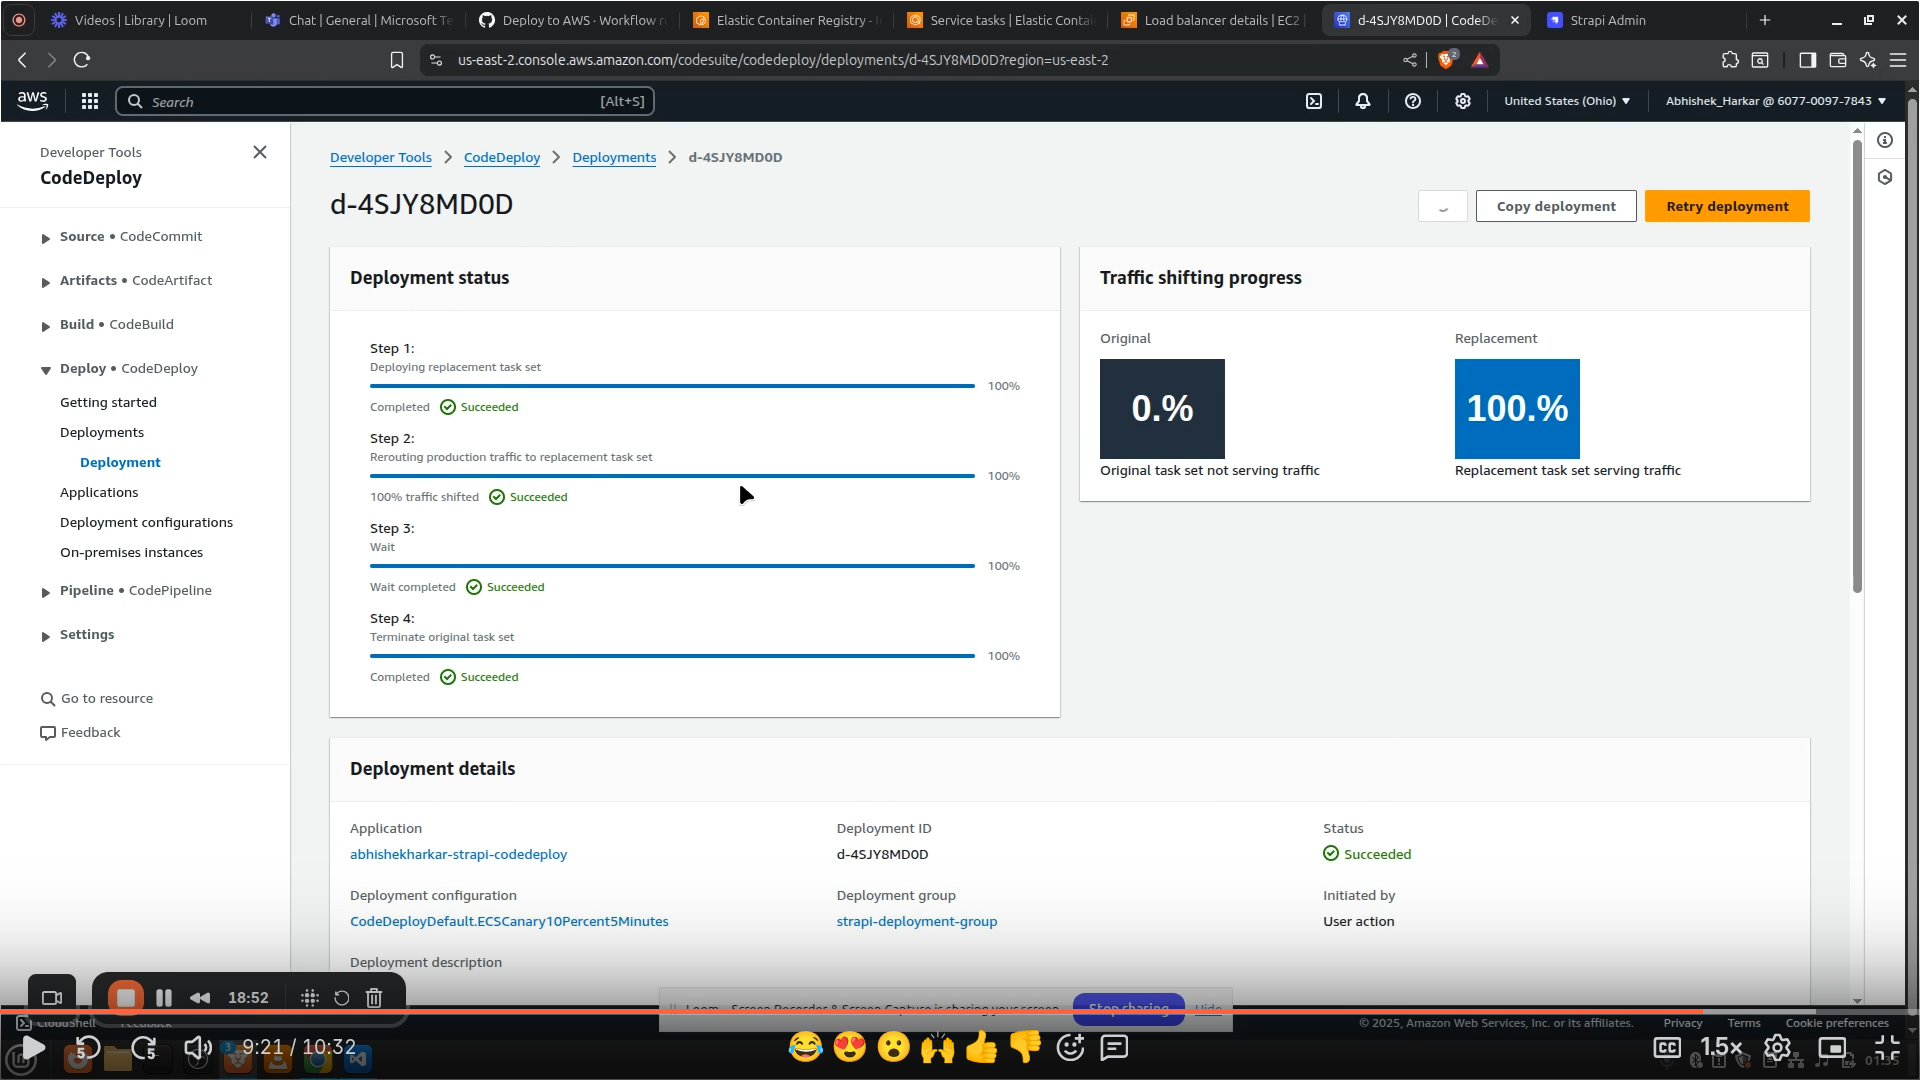 Videos | Library | Loom
Chat | General | Microsoft Te
Deploy to AWS · Workflow r
Elastic Container Registry -
Service tasks | Elastic Contai
Load balancer details | EC2 |
d-4SJY8MD0D | CodeDe
Strapi Admin
us-east-2.console.aws.amazon.com/codesuite/codedeploy/deployments/d-4SJY8MD0D?region=us-east-2
2
aws
Search
[Alt+S]
United States (Ohio)
Abhishek_Harkar @ 6077-0097-7843
Developer Tools
CodeDeploy
Source • CodeCommit
Artifacts • CodeArtifact
Build • CodeBuild
Deploy • CodeDeploy
Getting started
Deployments
Deployment
Applications
Deployment configurations
On-premises instances
Pipeline • CodePipeline
Settings
Go to resource
Feedback
Developer Tools > CodeDeploy > Deployments > d-4SJY8MD0D
d-4SJY8MD0D
Copy deployment
Retry deployment
Deployment status
Step 1:
Deploying replacement task set
100%
Completed Succeeded
Step 2:
Rerouting production traffic to replacement task set
100%
100% traffic shifted Succeeded
Step 3:
Wait
100%
Wait completed Succeeded
Step 4:
Terminate original task set
100%
Completed Succeeded
Traffic shifting progress
Original
Replacement
0.%
100.%
Original task set not serving traffic
Replacement task set serving traffic
Deployment details
Application
Deployment ID
Status
abhishekharkar-strapi-codedeploy
d-4SJY8MD0D
Succeeded
Deployment configuration
Deployment group
Initiated by
CodeDeployDefault.ECSCanary10Percent5Minutes
strapi-deployment-group
User action
Deployment description
18:52
Loom – Screen Recorder & Screen Capture is sharing your screen.
Stop sharing
Hide
CloudShell
Feedback
© 2025, Amazon Web Services, Inc. or its affiliates.
Privacy
Terms
Cookie preferences
5
5
9:21 / 10:32
3
CC
1.5×
01:35